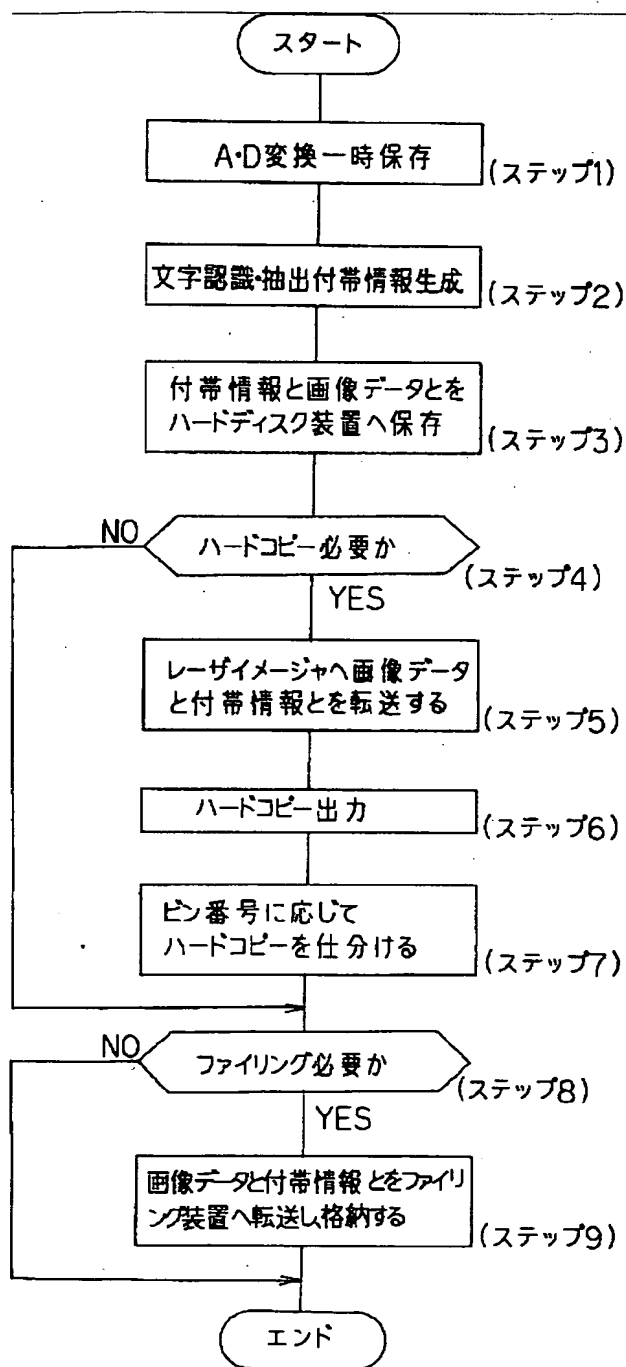 スタート
A・D変換一時保存
(ステップ1)
文字認識・抽出付帯情報生成
(ステップ2)
付帯情報と画像データとを
ハードディスク装置へ保存
(ステップ3)
NO
ハードコピー必要か
(ステップ4)
YES
レーザイメージャへ画像データ
と付帯情報とを転送する
(ステップ5)
ハードコピー出力
(ステップ6)
ビン番号に応じて
ハードコピーを仕分ける
(ステップ7)
NO
ファイリング必要か
(ステップ8)
YES
画像データと付帯情報とをファイリ
ング装置へ転送し格納する
(ステップ9)
エンド